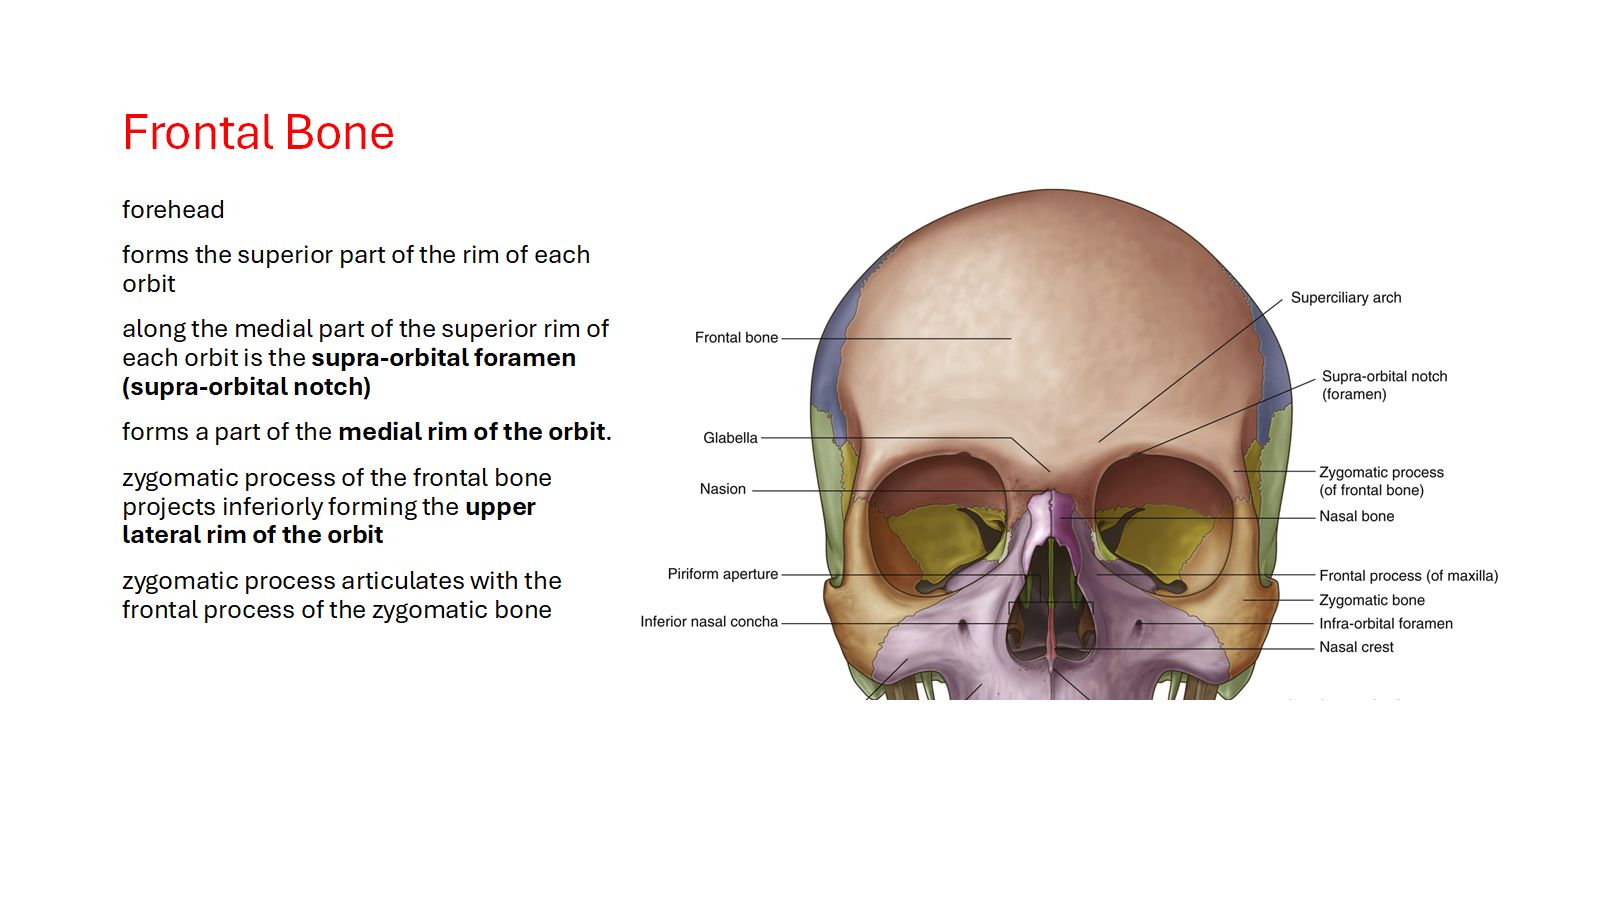 Frontal Bone
forehead
forms the superior part of the rim of each
orbit
along the medial part of the superior rim of
each orbit is the supra-orbital foramen
(supra-orbital notch)
forms a part of the medial rim of the orbit.
zygomatic process of the frontal bone
projects inferiorly forming the upper
lateral rim of the orbit
zygomatic process articulates with the
frontal process of the zygomatic bone
Frontal bone
Glabella
Nasion
Piriform aperture
Inferior nasal concha
Superciliary arch
Supra-orbital notch
(foramen)
Zygomatic process
(of frontal bone)
Nasal bone
Frontal process (of maxilla)
Zygomatic bone
Infra-orbital foramen
Nasal crest